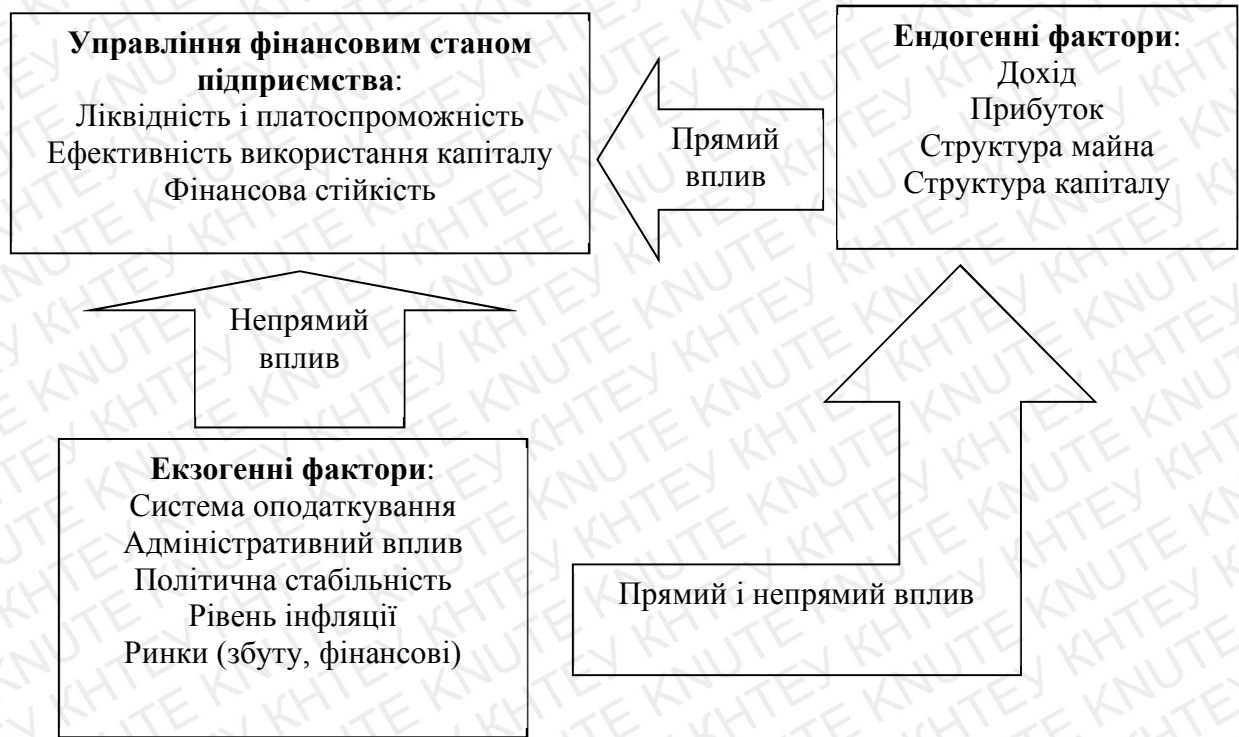 Управління фінансовим станом
підприємства:
Ліквідність і платоспроможність
Ефективність використання капіталу
Фінансова стійкість
Прямий
вплив
Ендогенні фактори:
Дохід
Прибуток
Структура майна
Структура капіталу
Непрямий
вплив
Екзогенні фактори:
Система оподаткування
Адміністративний вплив
Політична стабільність
Рівень інфляції
Ринки (збуту, фінансові)
Прямий і непрямий вплив